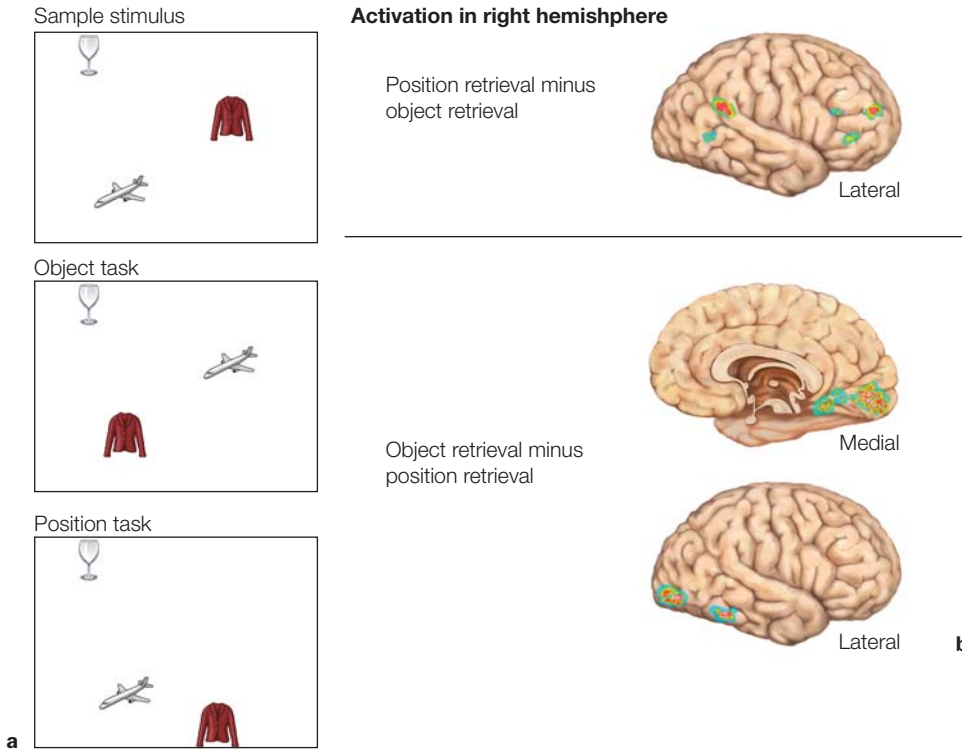 Sample stimulus
Activation in right hemishphere
Position retrieval minus
object retrieval
Lateral
Object task
Object retrieval minus
position retrieval
Medial
Lateral
Position task
a
b